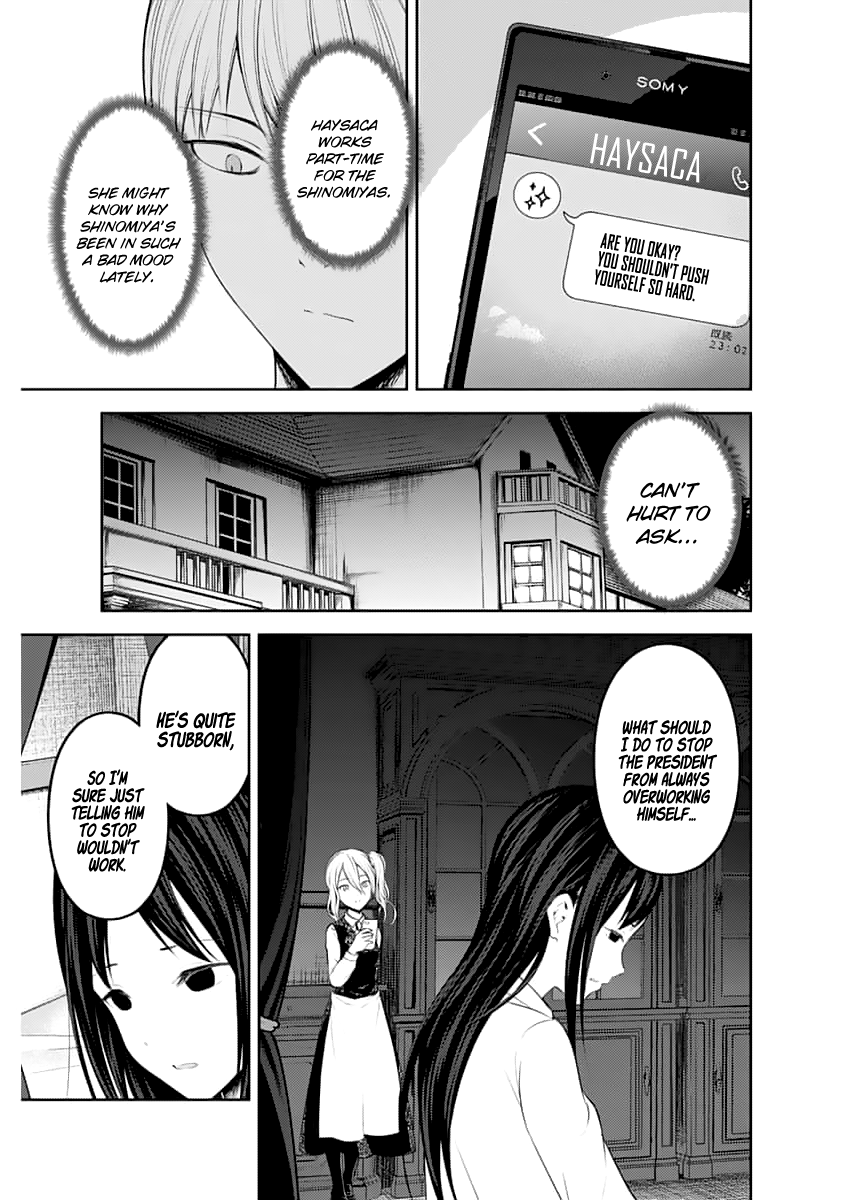 SOMY
HAYSACA
ARE YOU OKAY?
YOU SHOULDN'T PUSH
YOURSELF SO HARD.
既読
23:02
HAYSACA
WORKS
PART-TIME
FOR THE
SHINOMIYAS.
SHE MIGHT
KNOW WHY
SHINOMIYA'S
BEEN IN SUCH
A BAD MOOD
LATELY.
CAN'T
HURT TO
ASK...
WHAT SHOULD
I DO TO STOP
THE PRESIDENT
FROM ALWAYS
OVERWORKING
HIMSELF...
HE'S QUITE
STUBBORN,
SO I'M
SURE JUST
TELLING HIM
TO STOP
WOULDN'T
WORK.